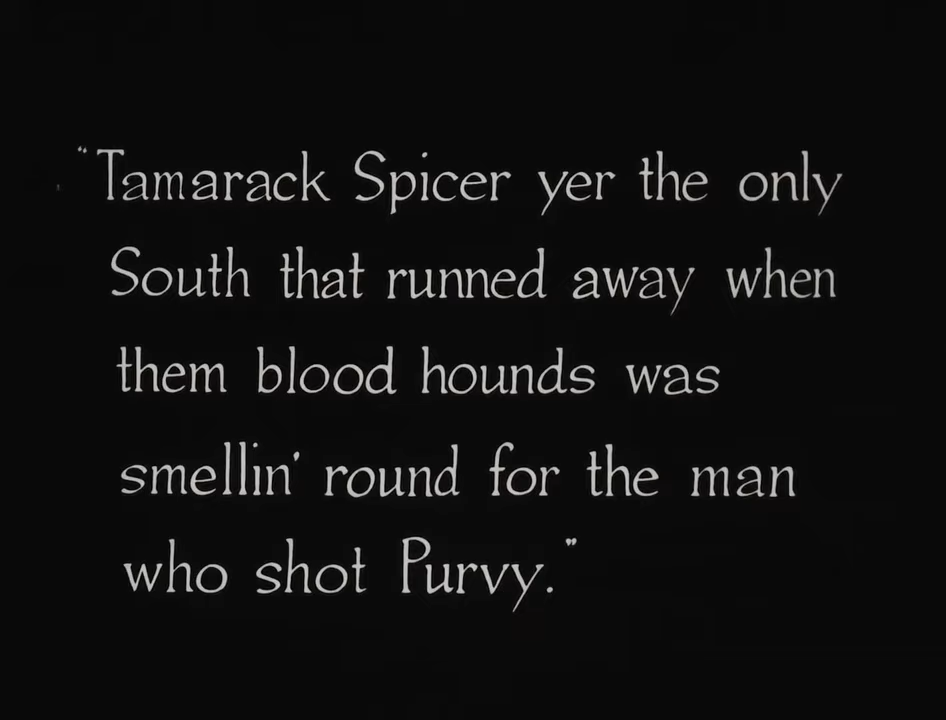 "Tamarack Spicer yer the only
South that runned away when
them blood hounds was
smellin' round for the man
who shot Purvy."